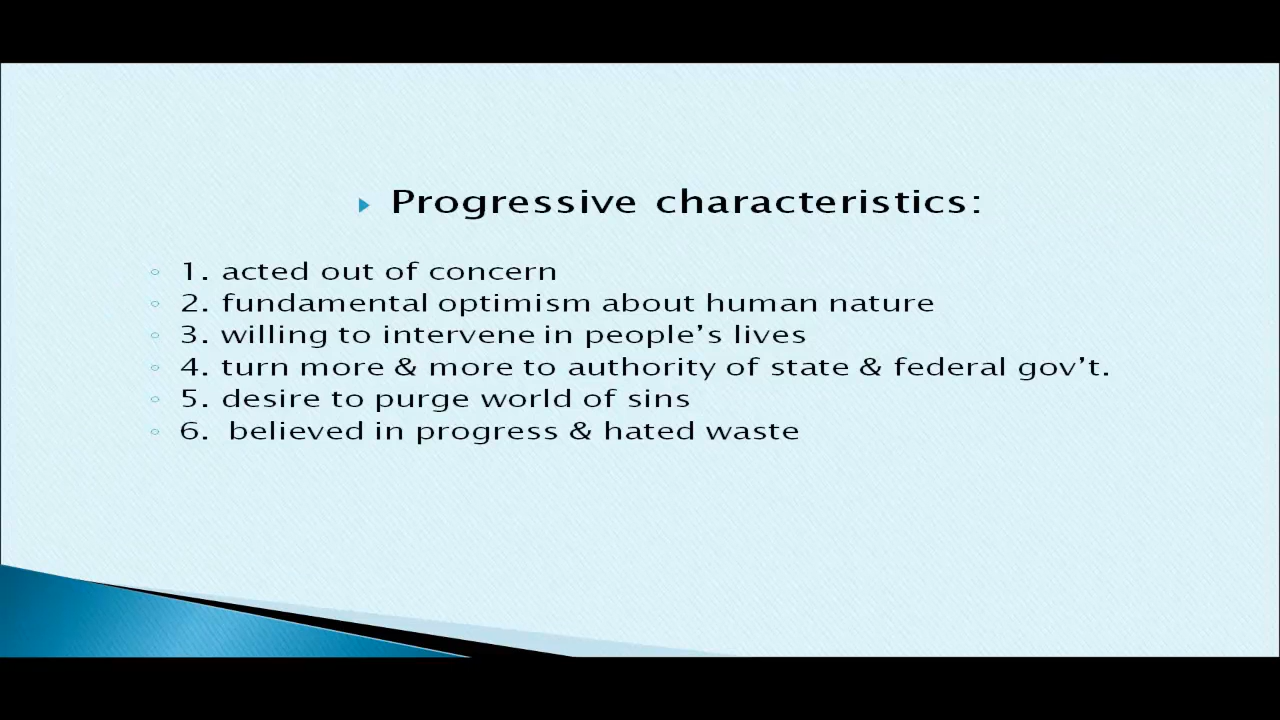 Progressive characteristics:
1. acted out of concern
2. fundamental optimism about human nature
3. willing to intervene in people’s lives
4. turn more & more to authority of state & federal gov’t.
5. desire to purge world of sins
6. believed in progress & hated waste